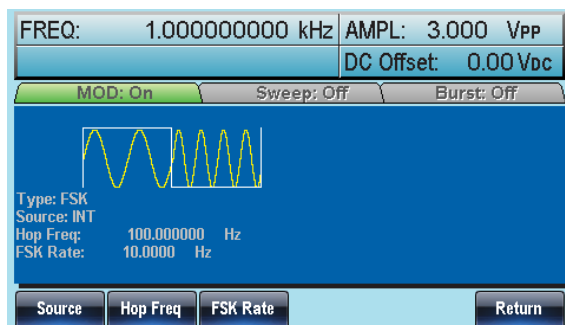 FREQ: 1.000000000 kHz AMPL: 3.000 VPP
DC Offset: 0.00 VDC
MOD: On Sweep: Off Burst: Off
Type: FSK
Source: INT
Hop Freq: 100.000000 Hz
FSK Rate: 10.0000 Hz
Source Hop Freq FSK Rate Return